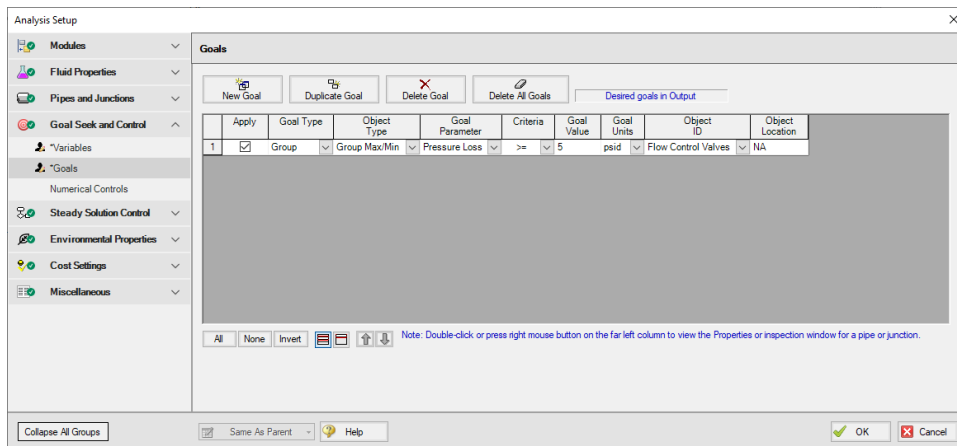 Analysis Setup
Modules
Fluid Properties
Pipes and Junctions
Goal Seek and Control
*Variables
*Goals
Numerical Controls
Steady Solution Control
Environmental Properties
Cost Settings
Miscellaneous
Goals
New Goal Duplicate Goal Delete Goal Delete All Goals Desired goals in Output
Apply Goal Type Object Type Goal Parameter Criteria Goal Value Goal Units Object ID Object Location
1 Group Group Max/Min Pressure Loss >= 5 psid Flow Control Valves NA
All None Invert Note: Double-click or press right mouse button on the far left column to view the Properties or inspection window for a pipe or junction.
Collapse All Groups Same As Parent Help OK Cancel